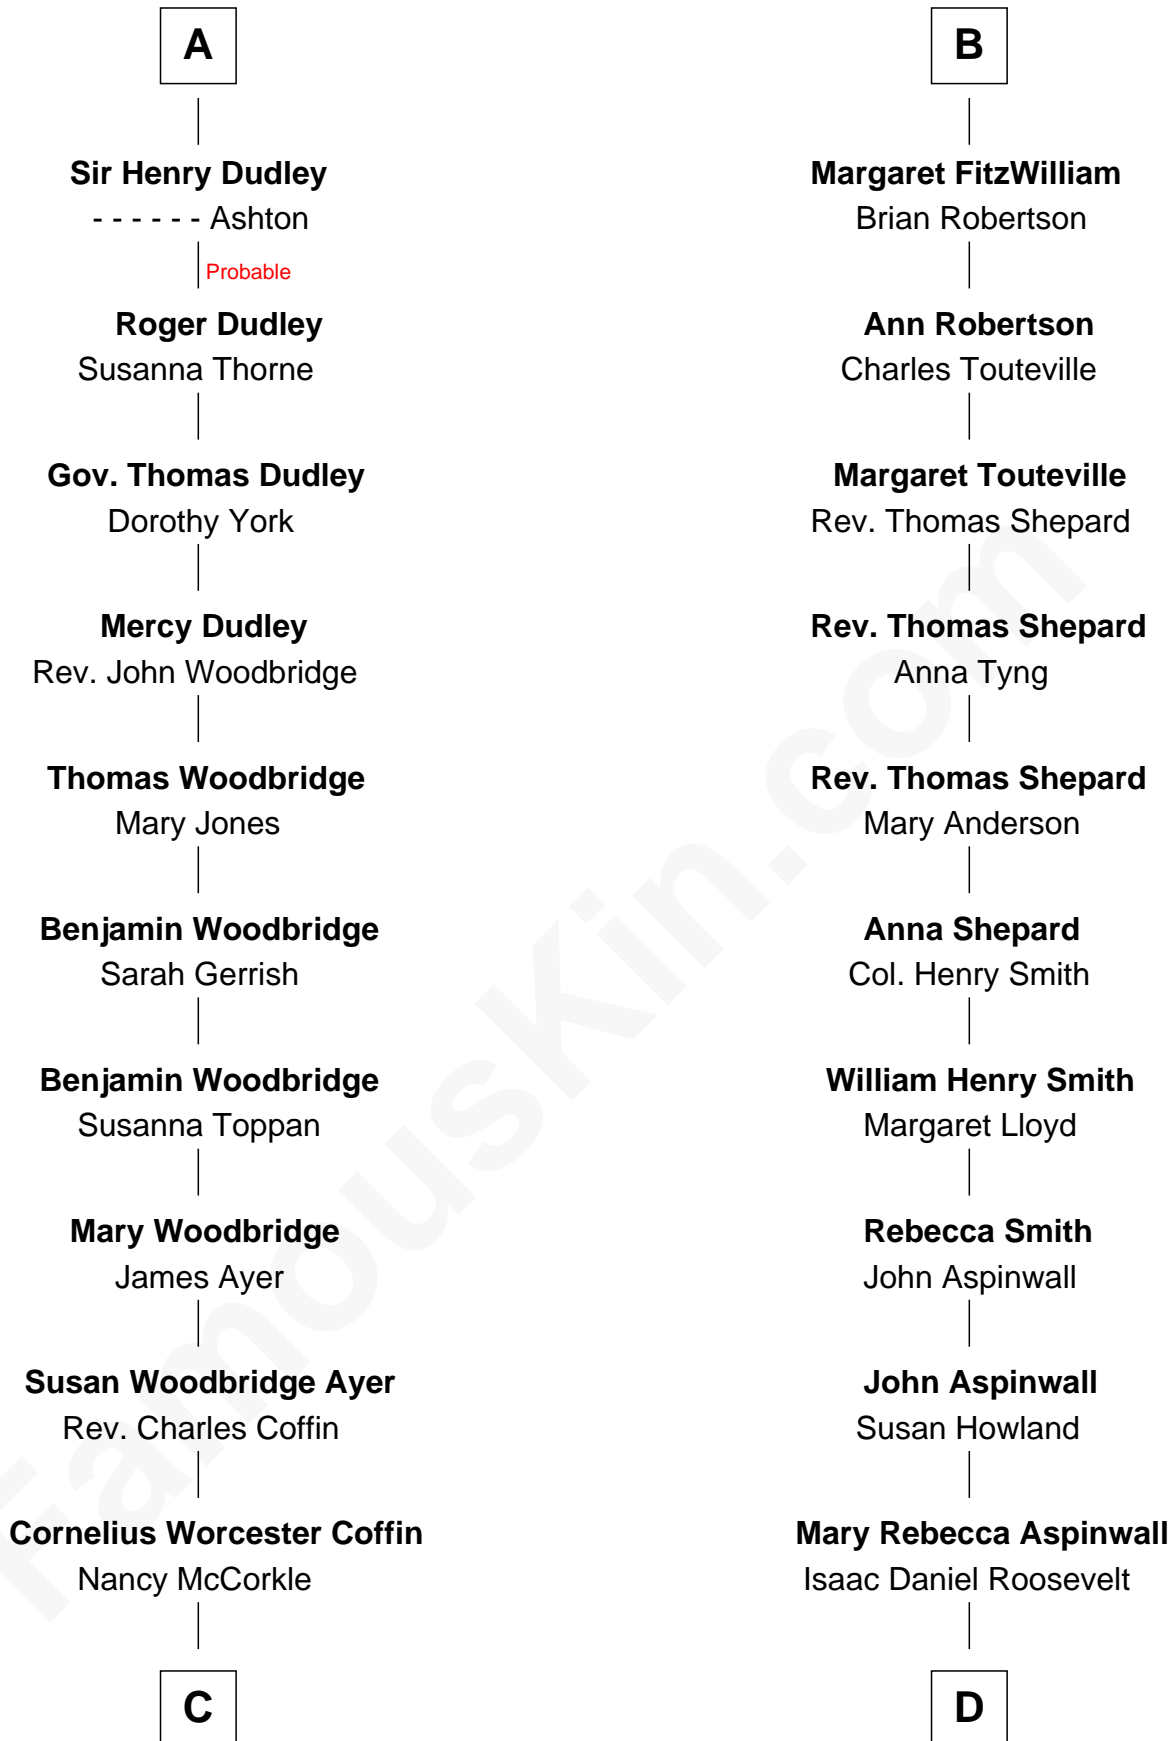 A
Sir Henry Dudley
- - - - - - Ashton
Probable
Roger Dudley
Susanna Thorne
Gov. Thomas Dudley
Dorothy York
Mercy Dudley
Rev. John Woodbridge
Thomas Woodbridge
Mary Jones
Benjamin Woodbridge
Sarah Gerrish
Benjamin Woodbridge
Susanna Toppan
Mary Woodbridge
James Ayer
Susan Woodbridge Ayer
Rev. Charles Coffin
Cornelius Worcester Coffin
Nancy McCorkle
C
B
Margaret FitzWilliam
Brian Robertson
Ann Robertson
Charles Touteville
Margaret Touteville
Rev. Thomas Shepard
Rev. Thomas Shepard
Anna Tyng
Rev. Thomas Shepard
Mary Anderson
Anna Shepard
Col. Henry Smith
William Henry Smith
Margaret Lloyd
Rebecca Smith
John Aspinwall
John Aspinwall
Susan Howland
Mary Rebecca Aspinwall
Isaac Daniel Roosevelt
D
FamousKin.com